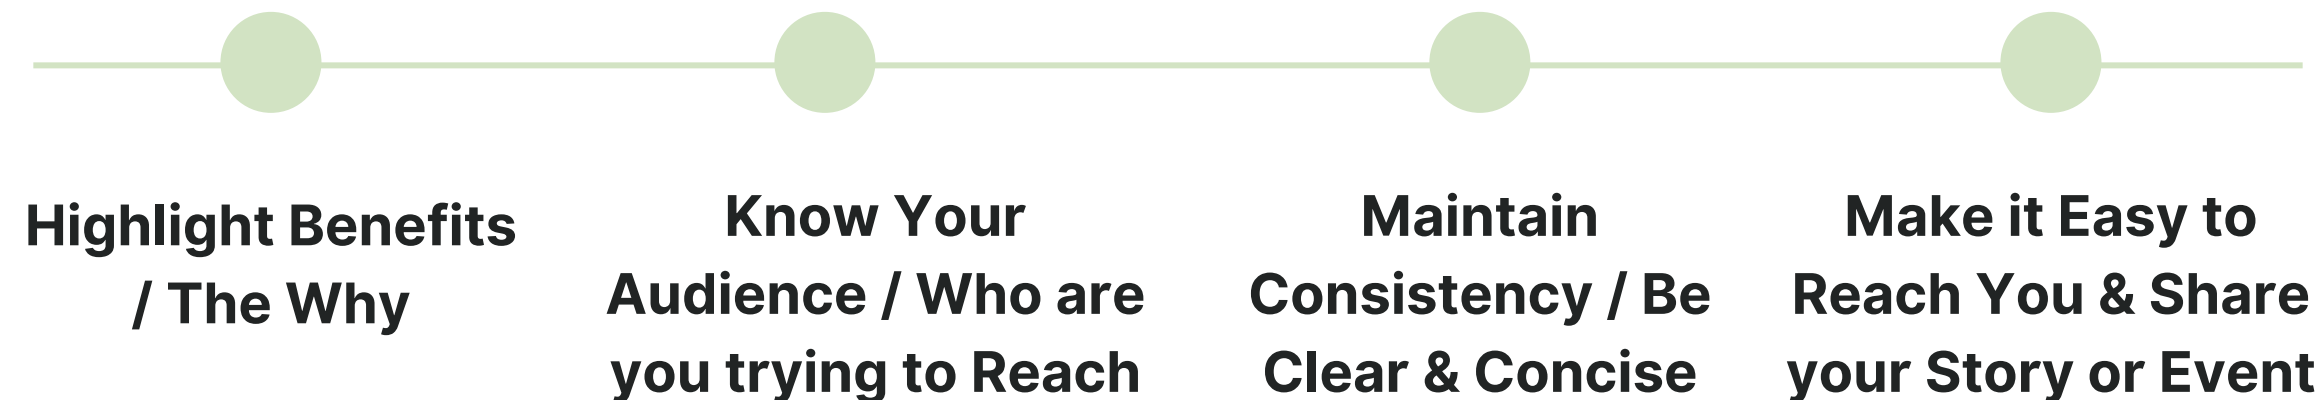 Highlight Benefits
/ The Why
Know Your
Audience / Who are
you trying to Reach
Maintain
Consistency / Be
Clear & Concise
Make it Easy to
Reach You & Share
your Story or Event